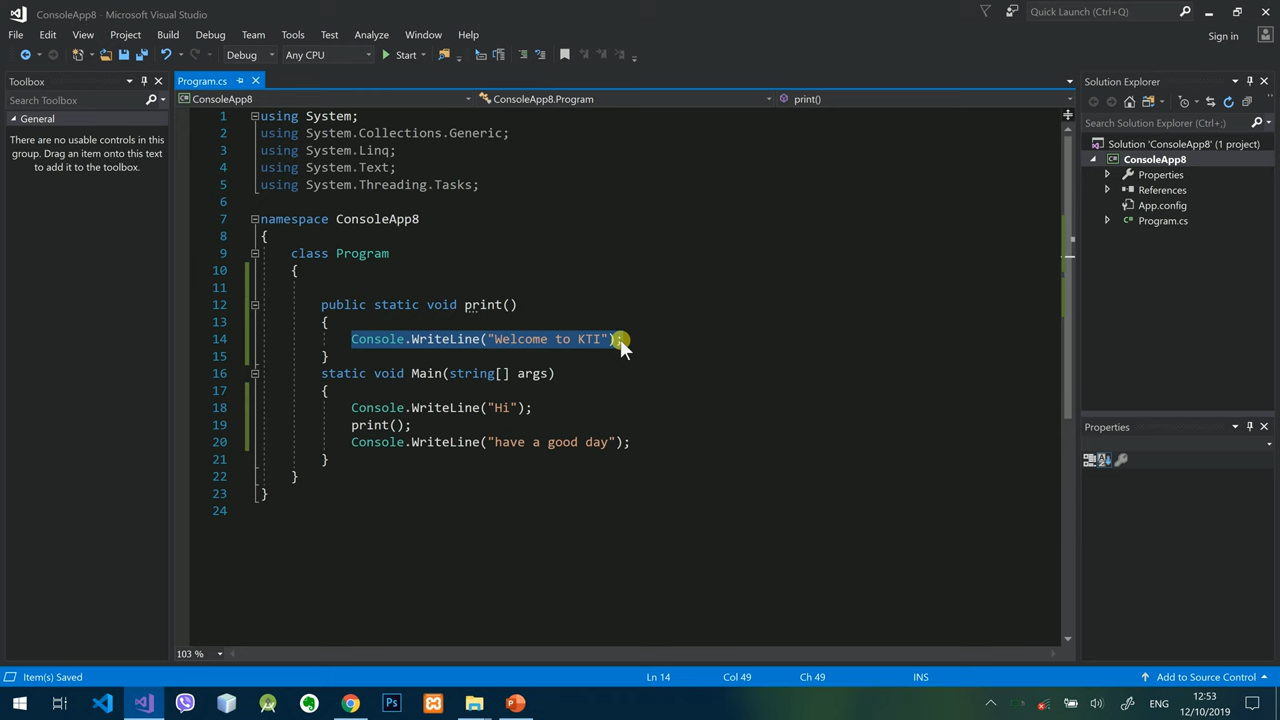 ConsoleApp8 - Microsoft Visual Studio
Quick Launch (Ctrl+Q)
File Edit View Project Build Debug Team Tools Test Analyze Window Help
Sign in
Debug Any CPU Start
Toolbox
Program.cs
Solution Explorer
Search Toolbox
ConsoleApp8
ConsoleApp8.Program
print()
General
There are no usable controls in this
group. Drag an item onto this text
to add it to the toolbox.
1 using System;
2 using System.Collections.Generic;
3 using System.Linq;
4 using System.Text;
5 using System.Threading.Tasks;
6
7 namespace ConsoleApp8
8 {
9 class Program
10 {
11
12 public static void print()
13 {
14 Console.WriteLine("Welcome to KTI");
15 }
16 static void Main(string[] args)
17 {
18 Console.WriteLine("Hi");
19 print();
20 Console.WriteLine("have a good day");
21 }
22 }
23 }
24
Search Solution Explorer (Ctrl+;)
Solution 'ConsoleApp8' (1 project)
ConsoleApp8
Properties
References
App.config
Program.cs
Properties
103 %
Item(s) Saved
Ln 14 Col 49 Ch 49 INS
Add to Source Control
Ps
ENG
12:53
12/10/2019